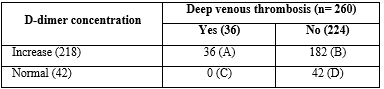 D-dimer concentration
Deep venous thrombosis (n= 260)
Yes (36)
No (224)
Increase (218)
36 (A)
182 (B)
Normal (42)
0 (C)
42 (D)